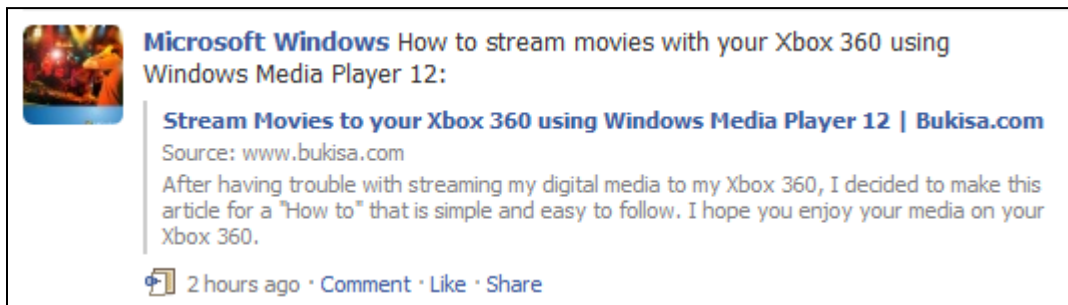 Microsoft Windows How to stream movies with your Xbox 360 using
Windows Media Player 12:
Stream Movies to your Xbox 360 using Windows Media Player 12 | Bukisa.com
Source: www.bukisa.com
After having trouble with streaming my digital media to my Xbox 360, I decided to make this
article for a "How to" that is simple and easy to follow. I hope you enjoy your media on your
Xbox 360.
2 hours ago · Comment · Like · Share